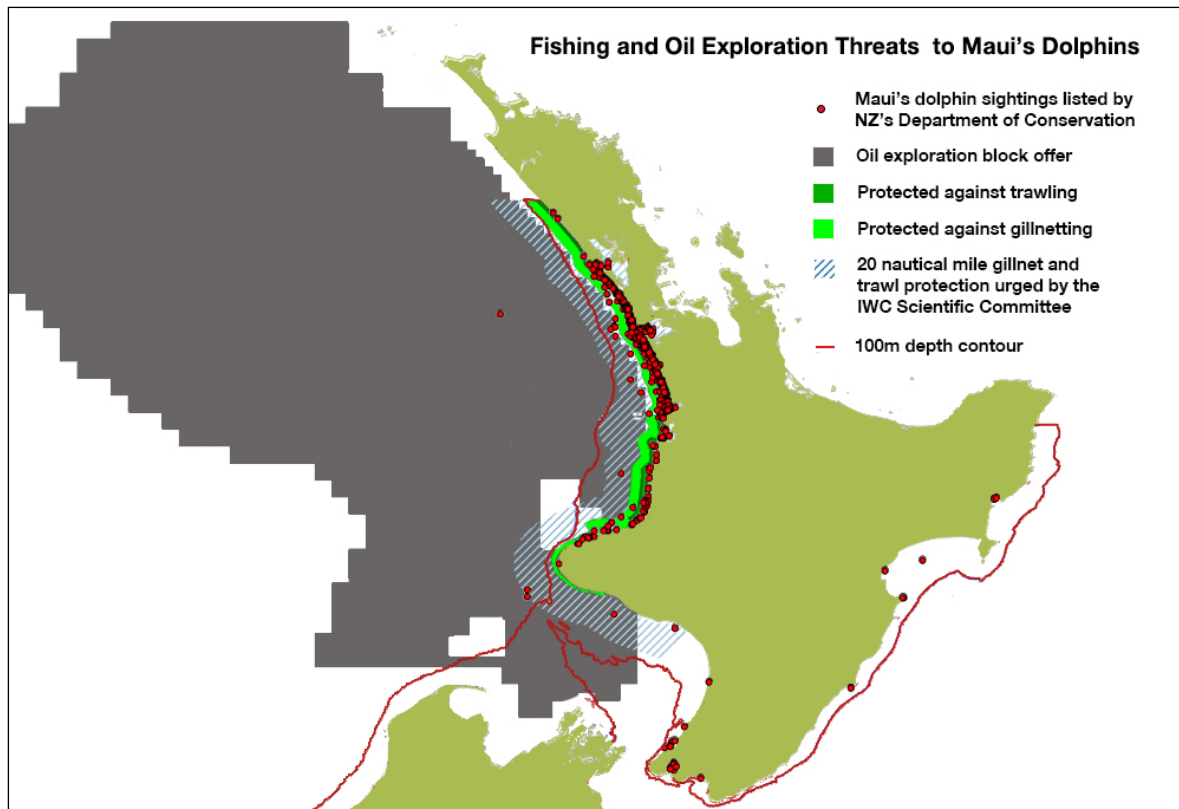 Fishing and Oil Exploration Threats to Maui's Dolphins
Maui's dolphin sightings listed by
NZ's Department of Conservation
Oil exploration block offer
Protected against trawling
Protected against gillnetting
20 nautical mile gillnet and
trawl protection urged by the
IWC Scientific Committee
100m depth contour